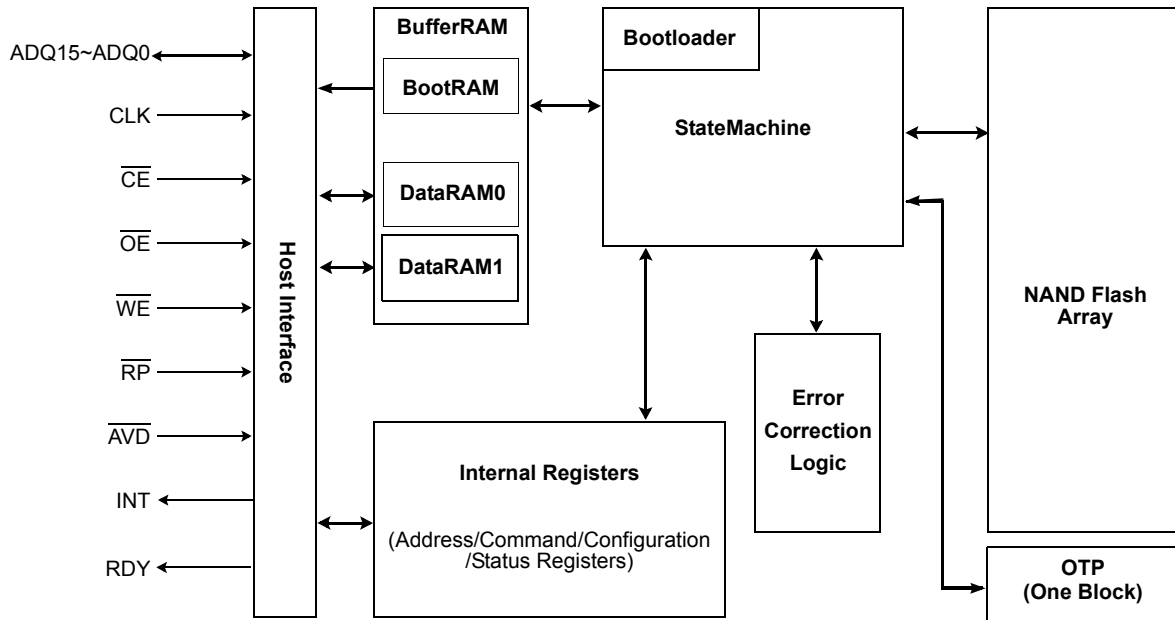 ADQ15~ADQ0
CLK
CE
OE
WE
RP
AVD
INT
RDY
Host Interface
BufferRAM
BootRAM
DataRAM0
DataRAM1
Internal Registers
(Address/Command/Configuration
/Status Registers)
Bootloader
StateMachine
Error
Correction
Logic
NAND Flash
Array
OTP
(One Block)